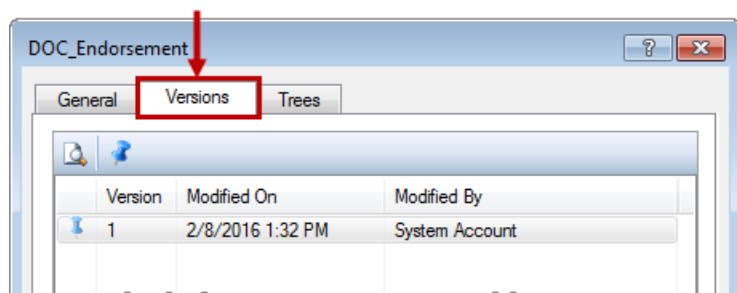 DOC_Endorsement ?
General Versions Trees
Version Modified On Modified By
1 2/8/2016 1:32 PM System Account